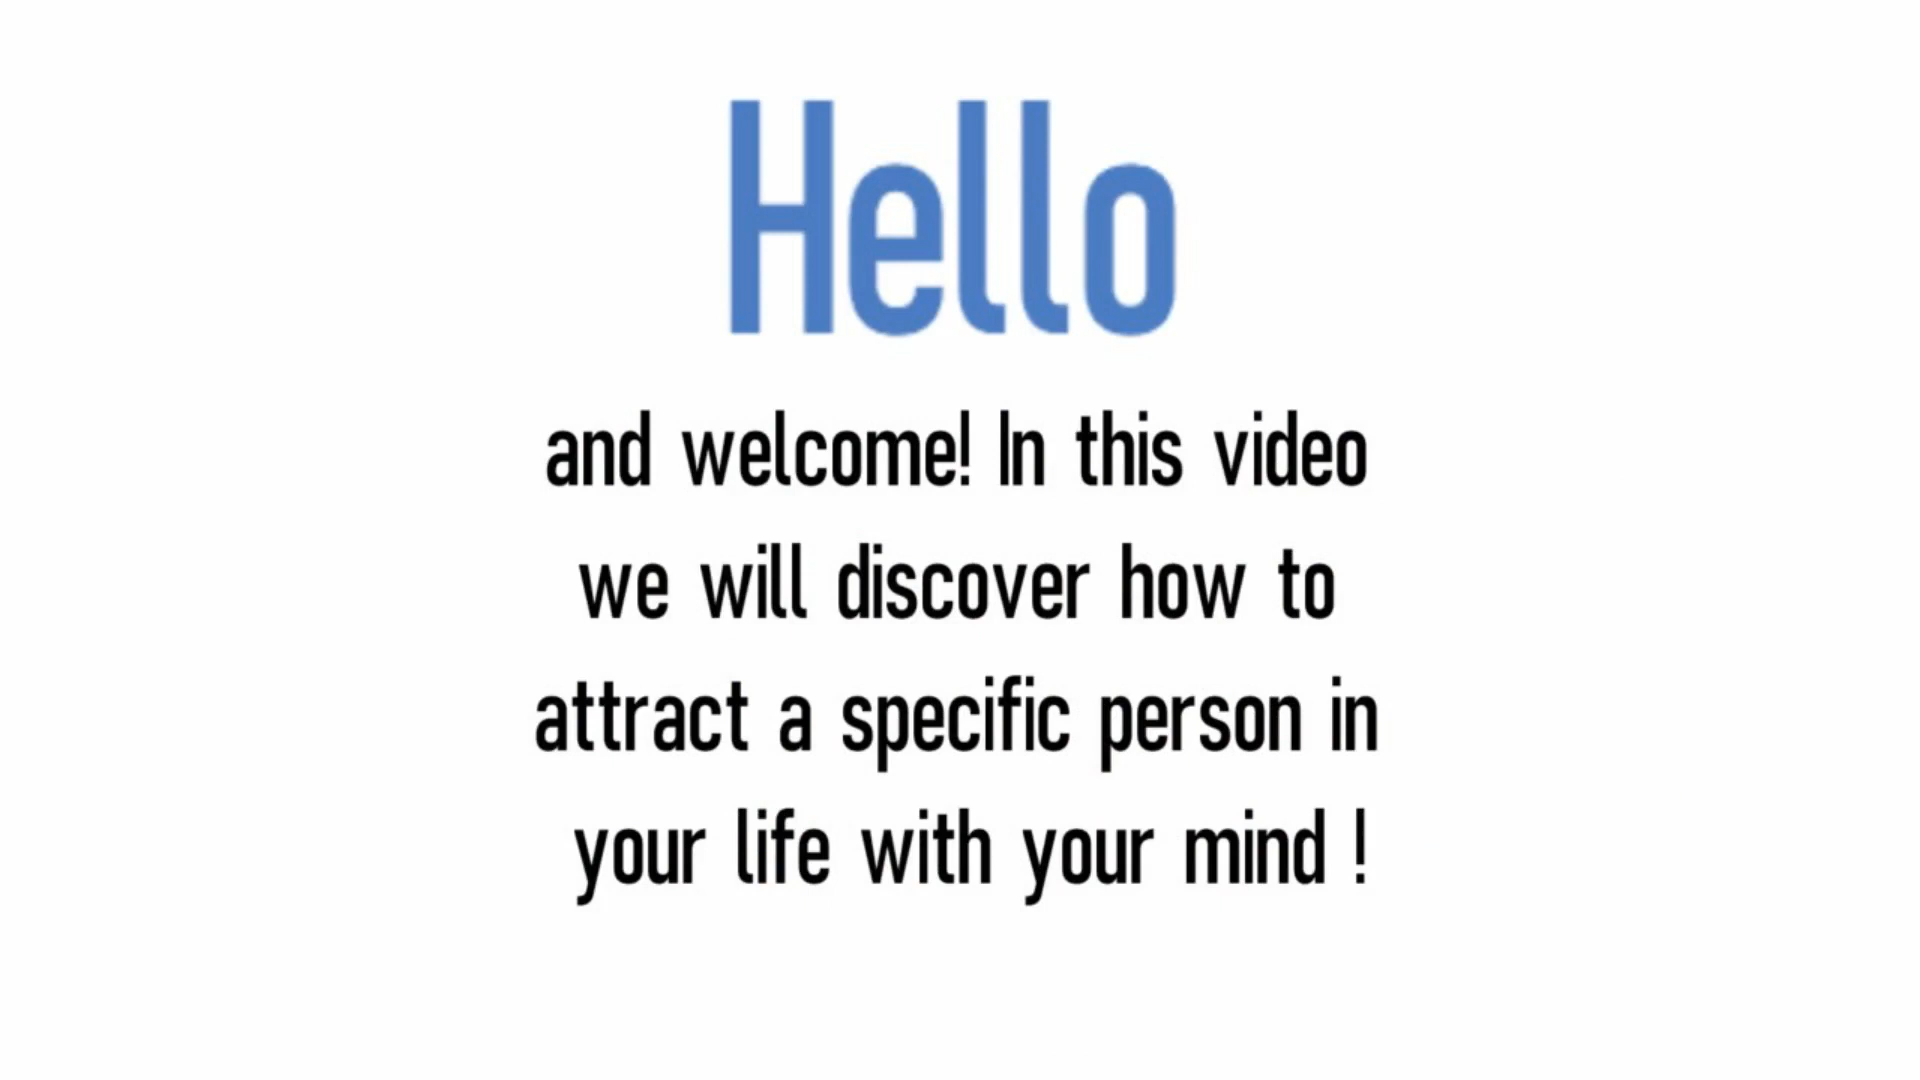 Hello
and welcome! In this video
we will discover how to
attract a specific person in
your life with your mind !